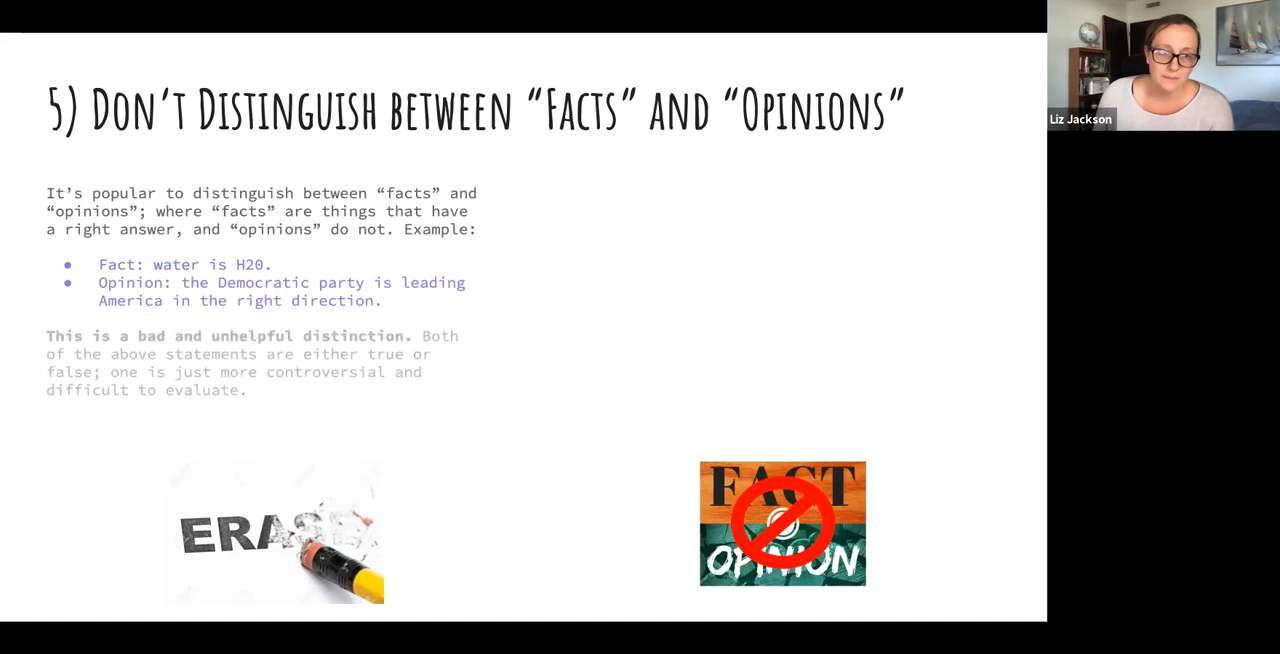 5) Don't Distinguish between “Facts” and “Opinions”
It's popular to distinguish between “facts” and
“opinions”; where “facts” are things that have
a right answer, and “opinions” do not. Example:
● Fact: water is H20.
● Opinion: the Democratic party is leading
America in the right direction.
This is a bad and unhelpful distinction. Both
of the above statements are either true or
false; one is just more controversial and
difficult to evaluate.
ERASE
FACT
OPINION
Liz Jackson